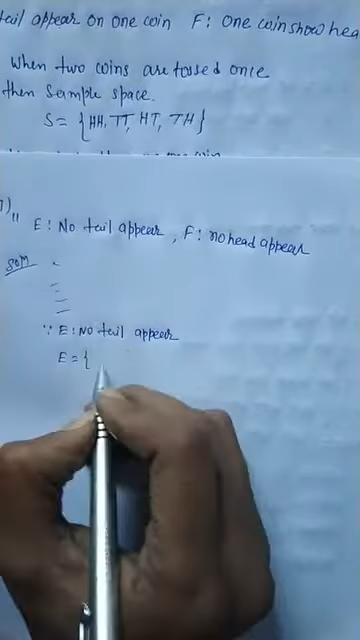 tail appear on one coin F: One coin show hea
When two coins are tossed once
then Sample space.
S = {HH, TT, HT, TH}
E: No tail appear, F: no head appear
Soln
∵ E: No tail appear
E = {